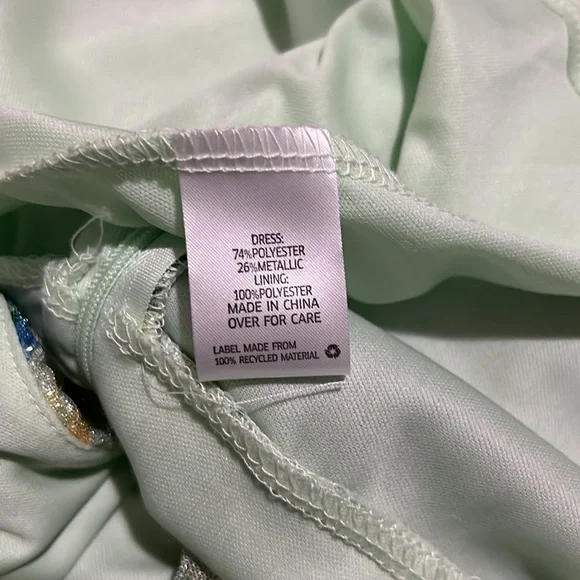 DRESS:
74%POLYESTER
26%METALLIC
LINING:
100%POLYESTER
MADE IN CHINA
OVER FOR CARE
LABEL MADE FROM
100% RECYCLED MATERIAL